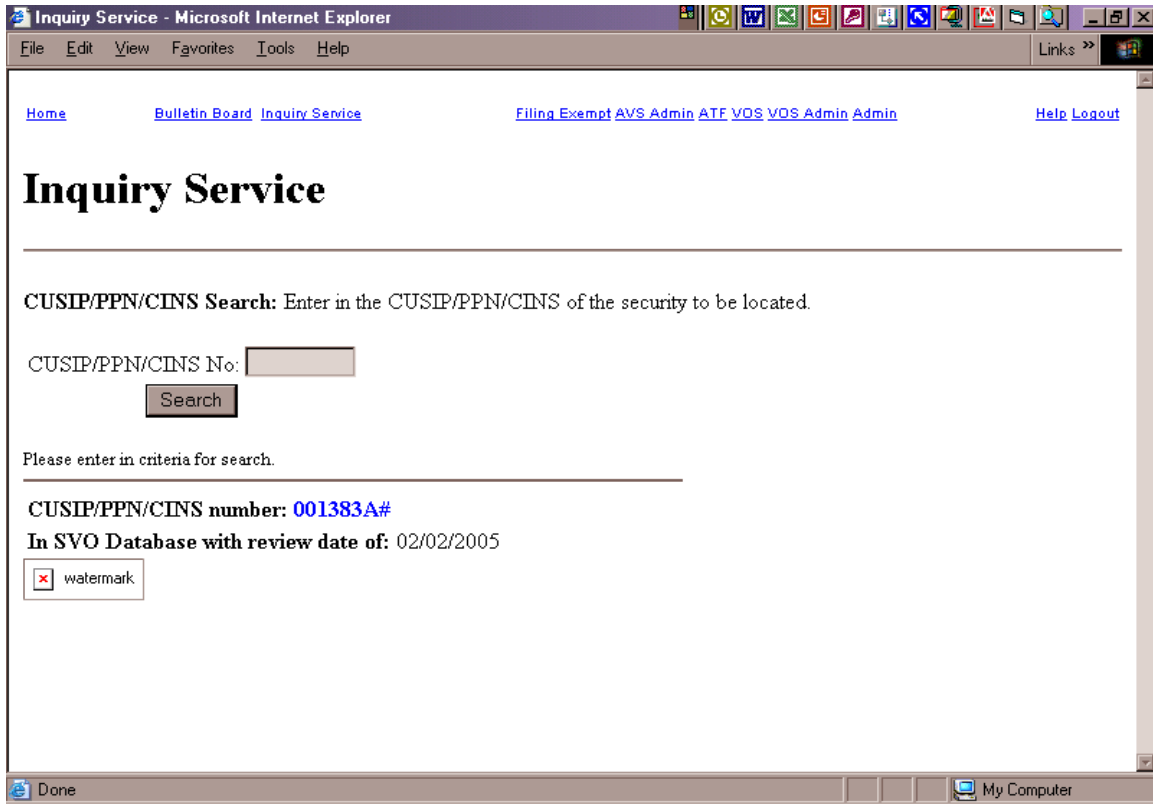 Inquiry Service - Microsoft Internet Explorer
File Edit View Favorites Tools Help Links »
Home Bulletin Board Inquiry Service Filing Exempt AVS Admin ATF VOS VOS Admin Admin Help Logout
Inquiry Service
CUSIP/PPN/CINS Search: Enter in the CUSIP/PPN/CINS of the security to be located.
CUSIP/PPN/CINS No:
Search
Please enter in criteria for search.
CUSIP/PPN/CINS number: 001383A#
In SVO Database with review date of: 02/02/2005
watermark
Done My Computer